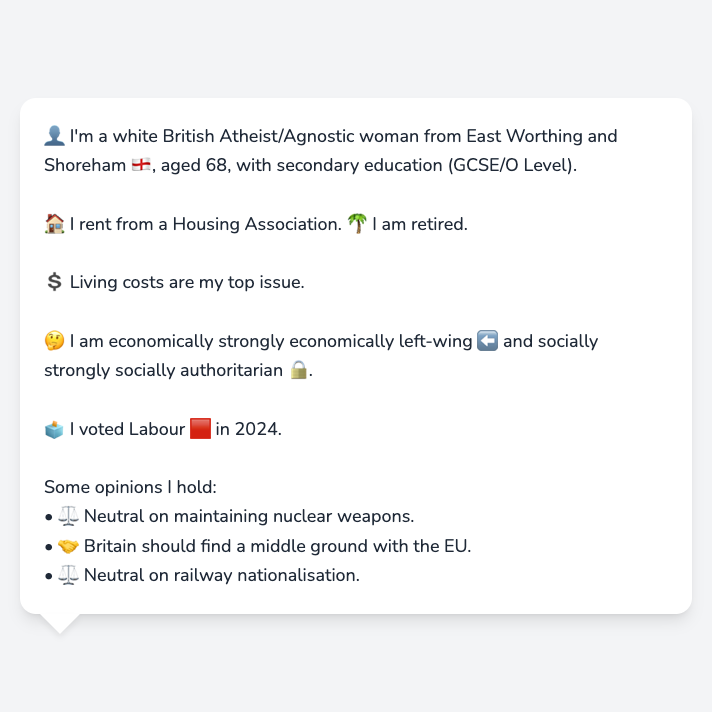 👤 I'm a white British Atheist/Agnostic woman from East Worthing and
Shoreham 🏴󠁧󠁢󠁥󠁮󠁧󠁿, aged 68, with secondary education (GCSE/O Level).
🏠 I rent from a Housing Association. 🌴 I am retired.
💲 Living costs are my top issue.
🤔 I am economically strongly economically left-wing ⬅️ and socially
strongly socially authoritarian 🔒.
🗳️ I voted Labour 🟥 in 2024.
Some opinions I hold:
• ⚖️ Neutral on maintaining nuclear weapons.
• 🤝 Britain should find a middle ground with the EU.
• ⚖️ Neutral on railway nationalisation.